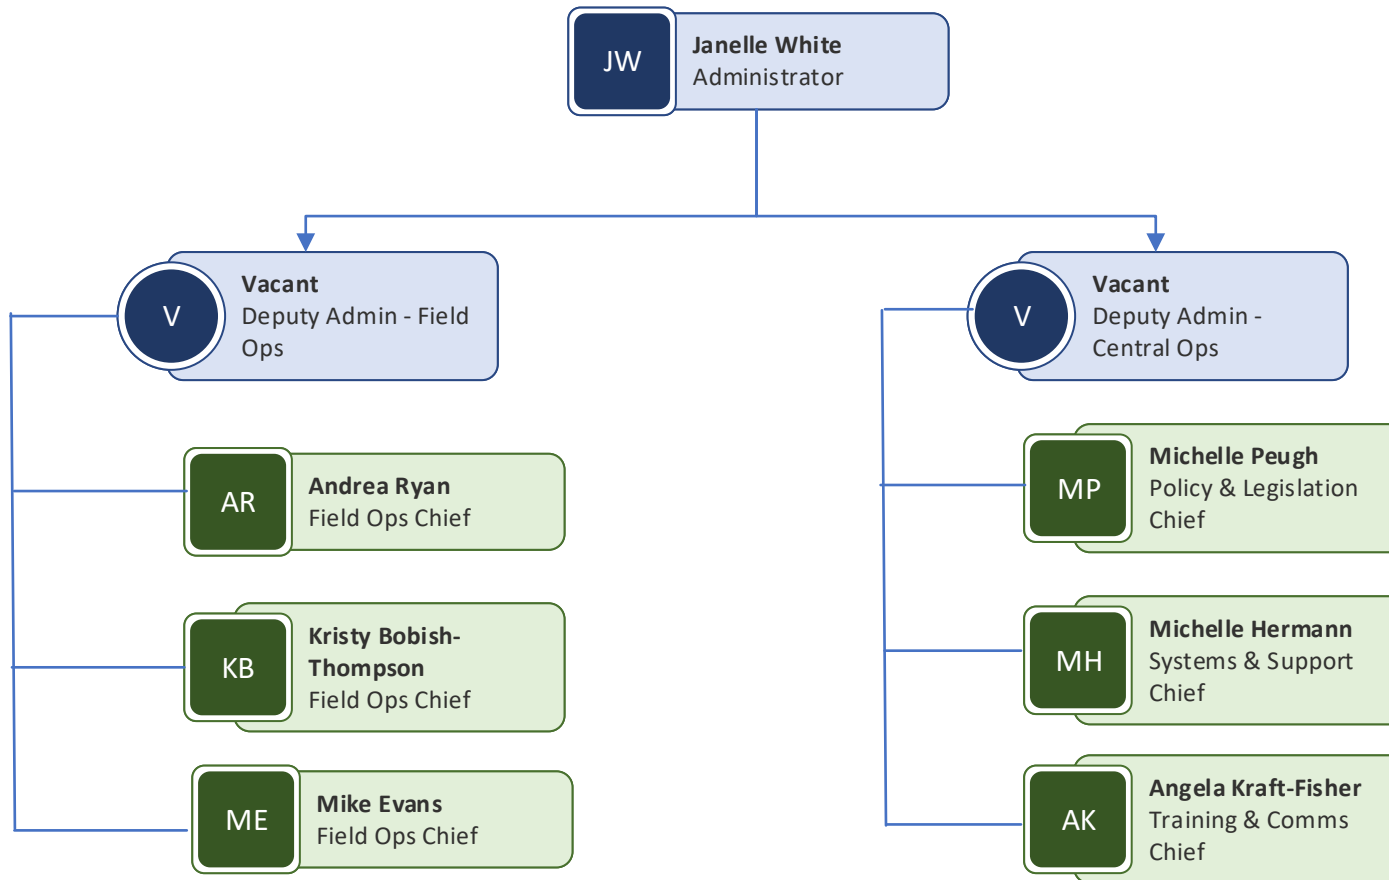 JW
Janelle White
Administrator
V
Vacant
Deputy Admin - Field
Ops
V
Vacant
Deputy Admin -
Central Ops
AR
Andrea Ryan
Field Ops Chief
KB
Kristy Bobish-
Thompson
Field Ops Chief
ME
Mike Evans
Field Ops Chief
MP
Michelle Peugh
Policy & Legislation
Chief
MH
Michelle Hermann
Systems & Support
Chief
AK
Angela Kraft-Fisher
Training & Comms
Chief